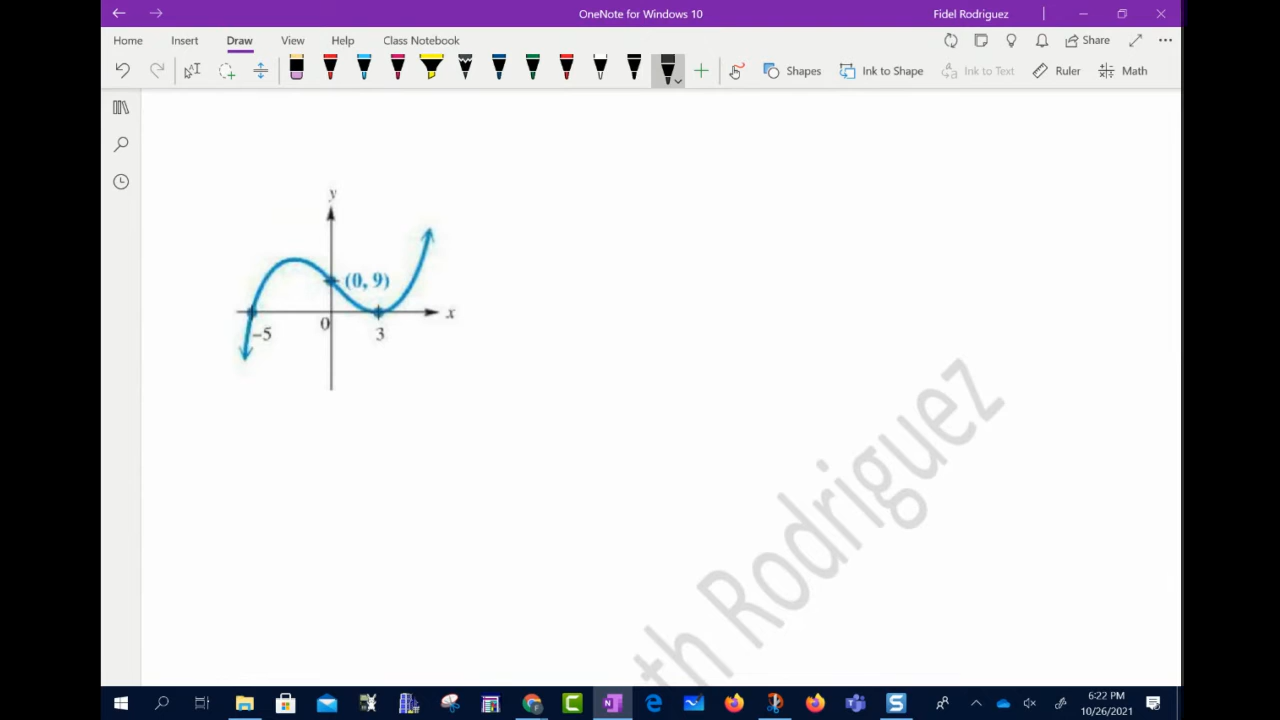 OneNote for Windows 10
Fidel Rodriguez
Home Insert Draw View Help Class Notebook
Share
Shapes Ink to Shape Ink to Text Ruler Math
y
(0, 9)
x
0
-5
3
th Rodriguez
6:22 PM
10/26/2021